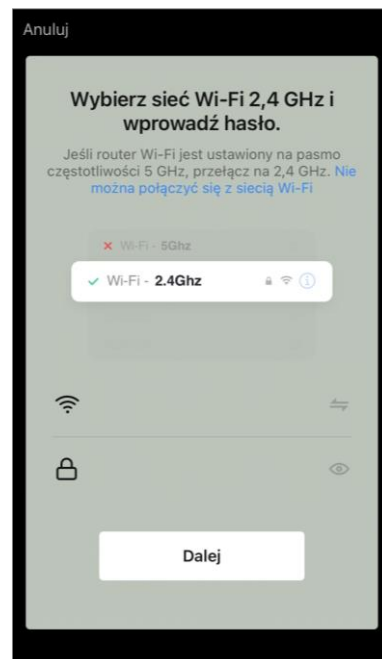 Anuluj
Wybierz sieć Wi-Fi 2,4 GHz i
wprowadź hasło.
Jeśli router Wi-Fi jest ustawiony na pasmo
częstotliwości 5 GHz, przełącz na 2,4 GHz. Nie
można połączyć się z siecią Wi-Fi
Wi-Fi - 5Ghz
Wi-Fi - 2.4Ghz
Dalej